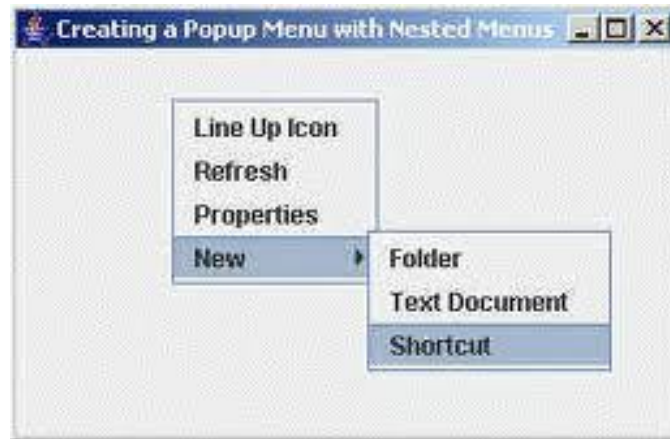 Creating a Popup Menu with Nested Menus
Line Up Icon
Refresh
Properties
New
Folder
Text Document
Shortcut